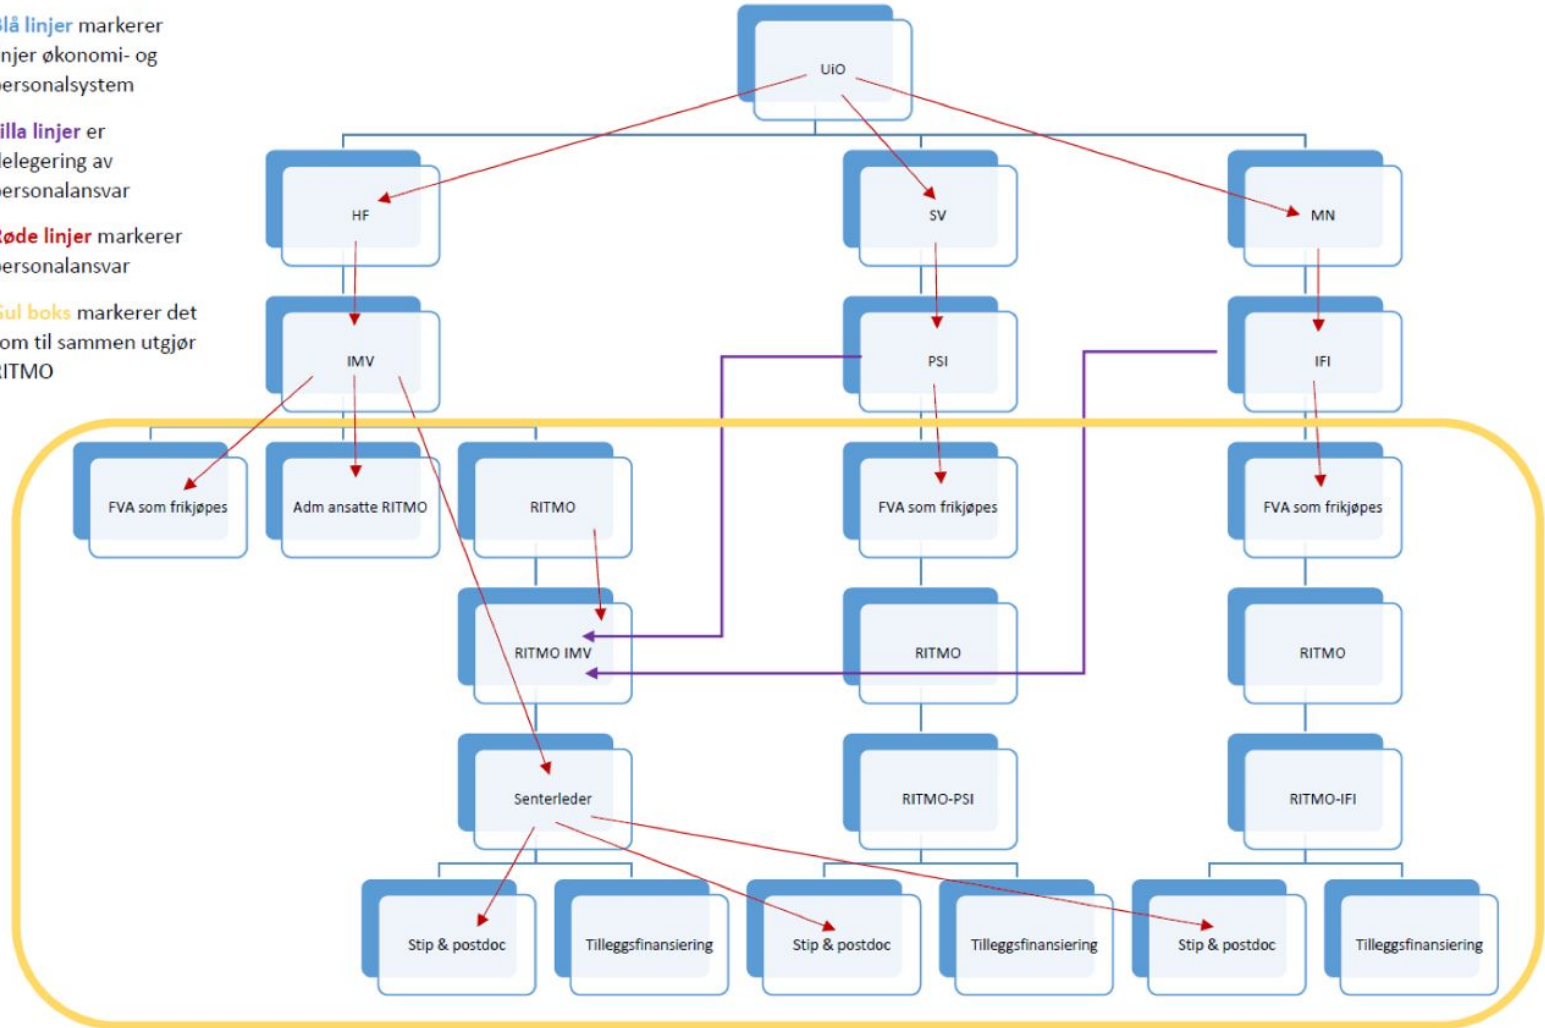 Blå linjer markerer
linjer økonomi- og
personalsystem
Lilla linjer er
delegering av
personalansvar
Røde linjer markerer
personalansvar
Gul boks markerer det
som til sammen utgjør
RITMO
UiO
HF
SV
MN
IMV
PSI
IFI
FVA som frikjøpes
Adm ansatte RITMO
RITMO
FVA som frikjøpes
FVA som frikjøpes
RITMO IMV
RITMO
RITMO
Senterleder
RITMO-PSI
RITMO-IFI
Stip & postdoc
Tilleggsfinansiering
Stip & postdoc
Tilleggsfinansiering
Stip & postdoc
Tilleggsfinansiering